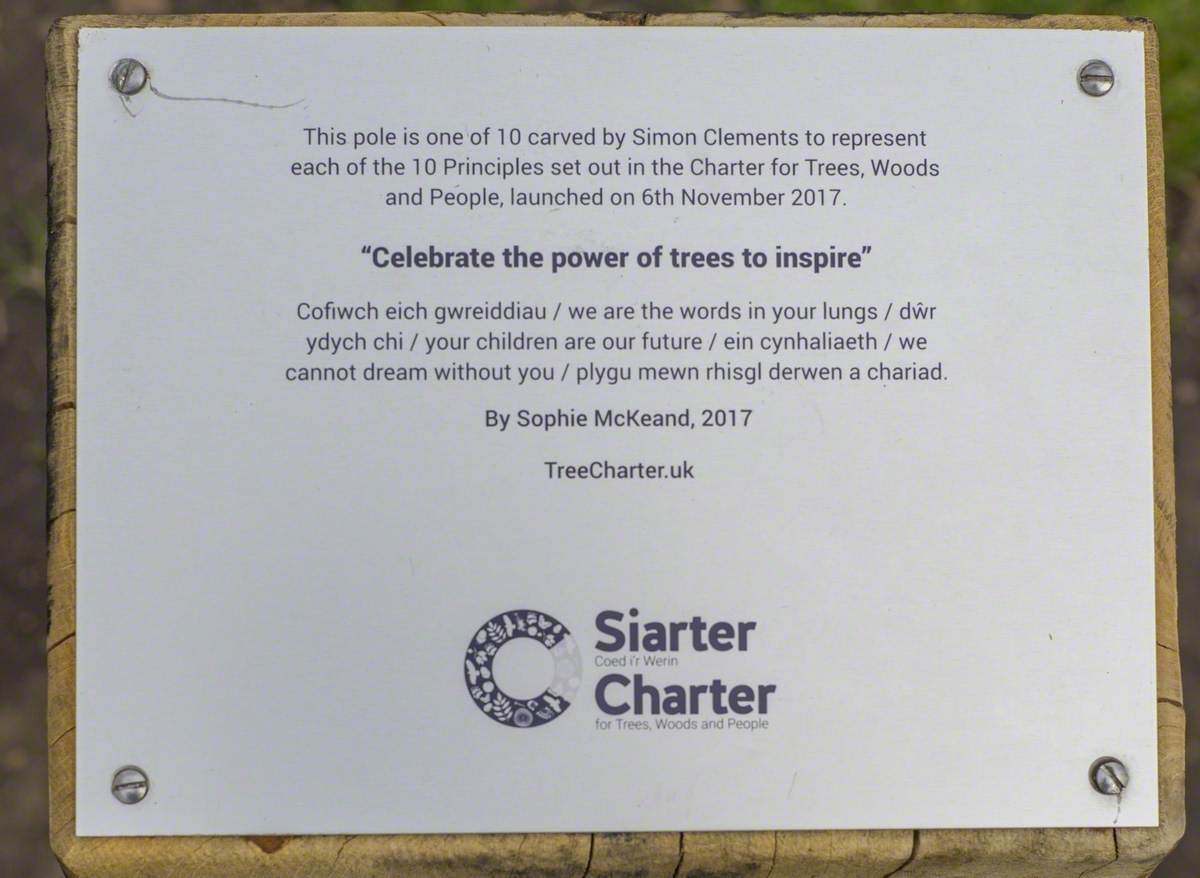 This pole is one of 10 carved by Simon Clements to represent
each of the 10 Principles set out in the Charter for Trees, Woods
and People, launched on 6th November 2017.
“Celebrate the power of trees to inspire”
Cofiwch eich gwreiddiau / we are the words in your lungs / dŵr
ydych chi / your children are our future / ein cynhaliaeth / we
cannot dream without you / plygu mewn rhisgl derwen a chariad.
By Sophie McKeand, 2017
TreeCharter.uk
Siarter
Coed i'r Werin
Charter
for Trees, Woods and People